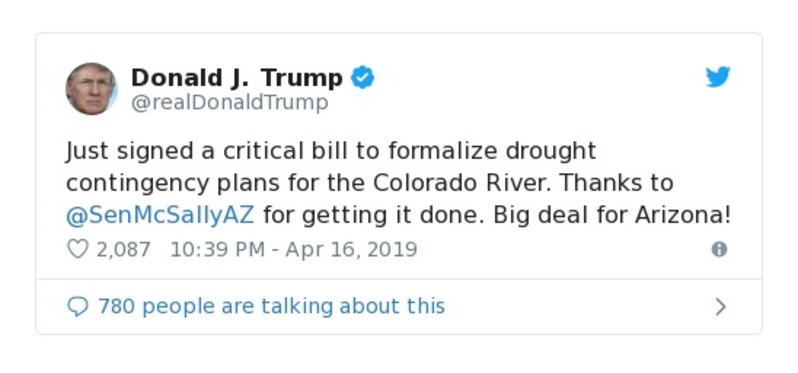 Donald J. Trump
@realDonaldTrump
Just signed a critical bill to formalize drought
contingency plans for the Colorado River. Thanks to
@SenMcSallyAZ for getting it done. Big deal for Arizona!
2,087 10:39 PM - Apr 16, 2019
780 people are talking about this